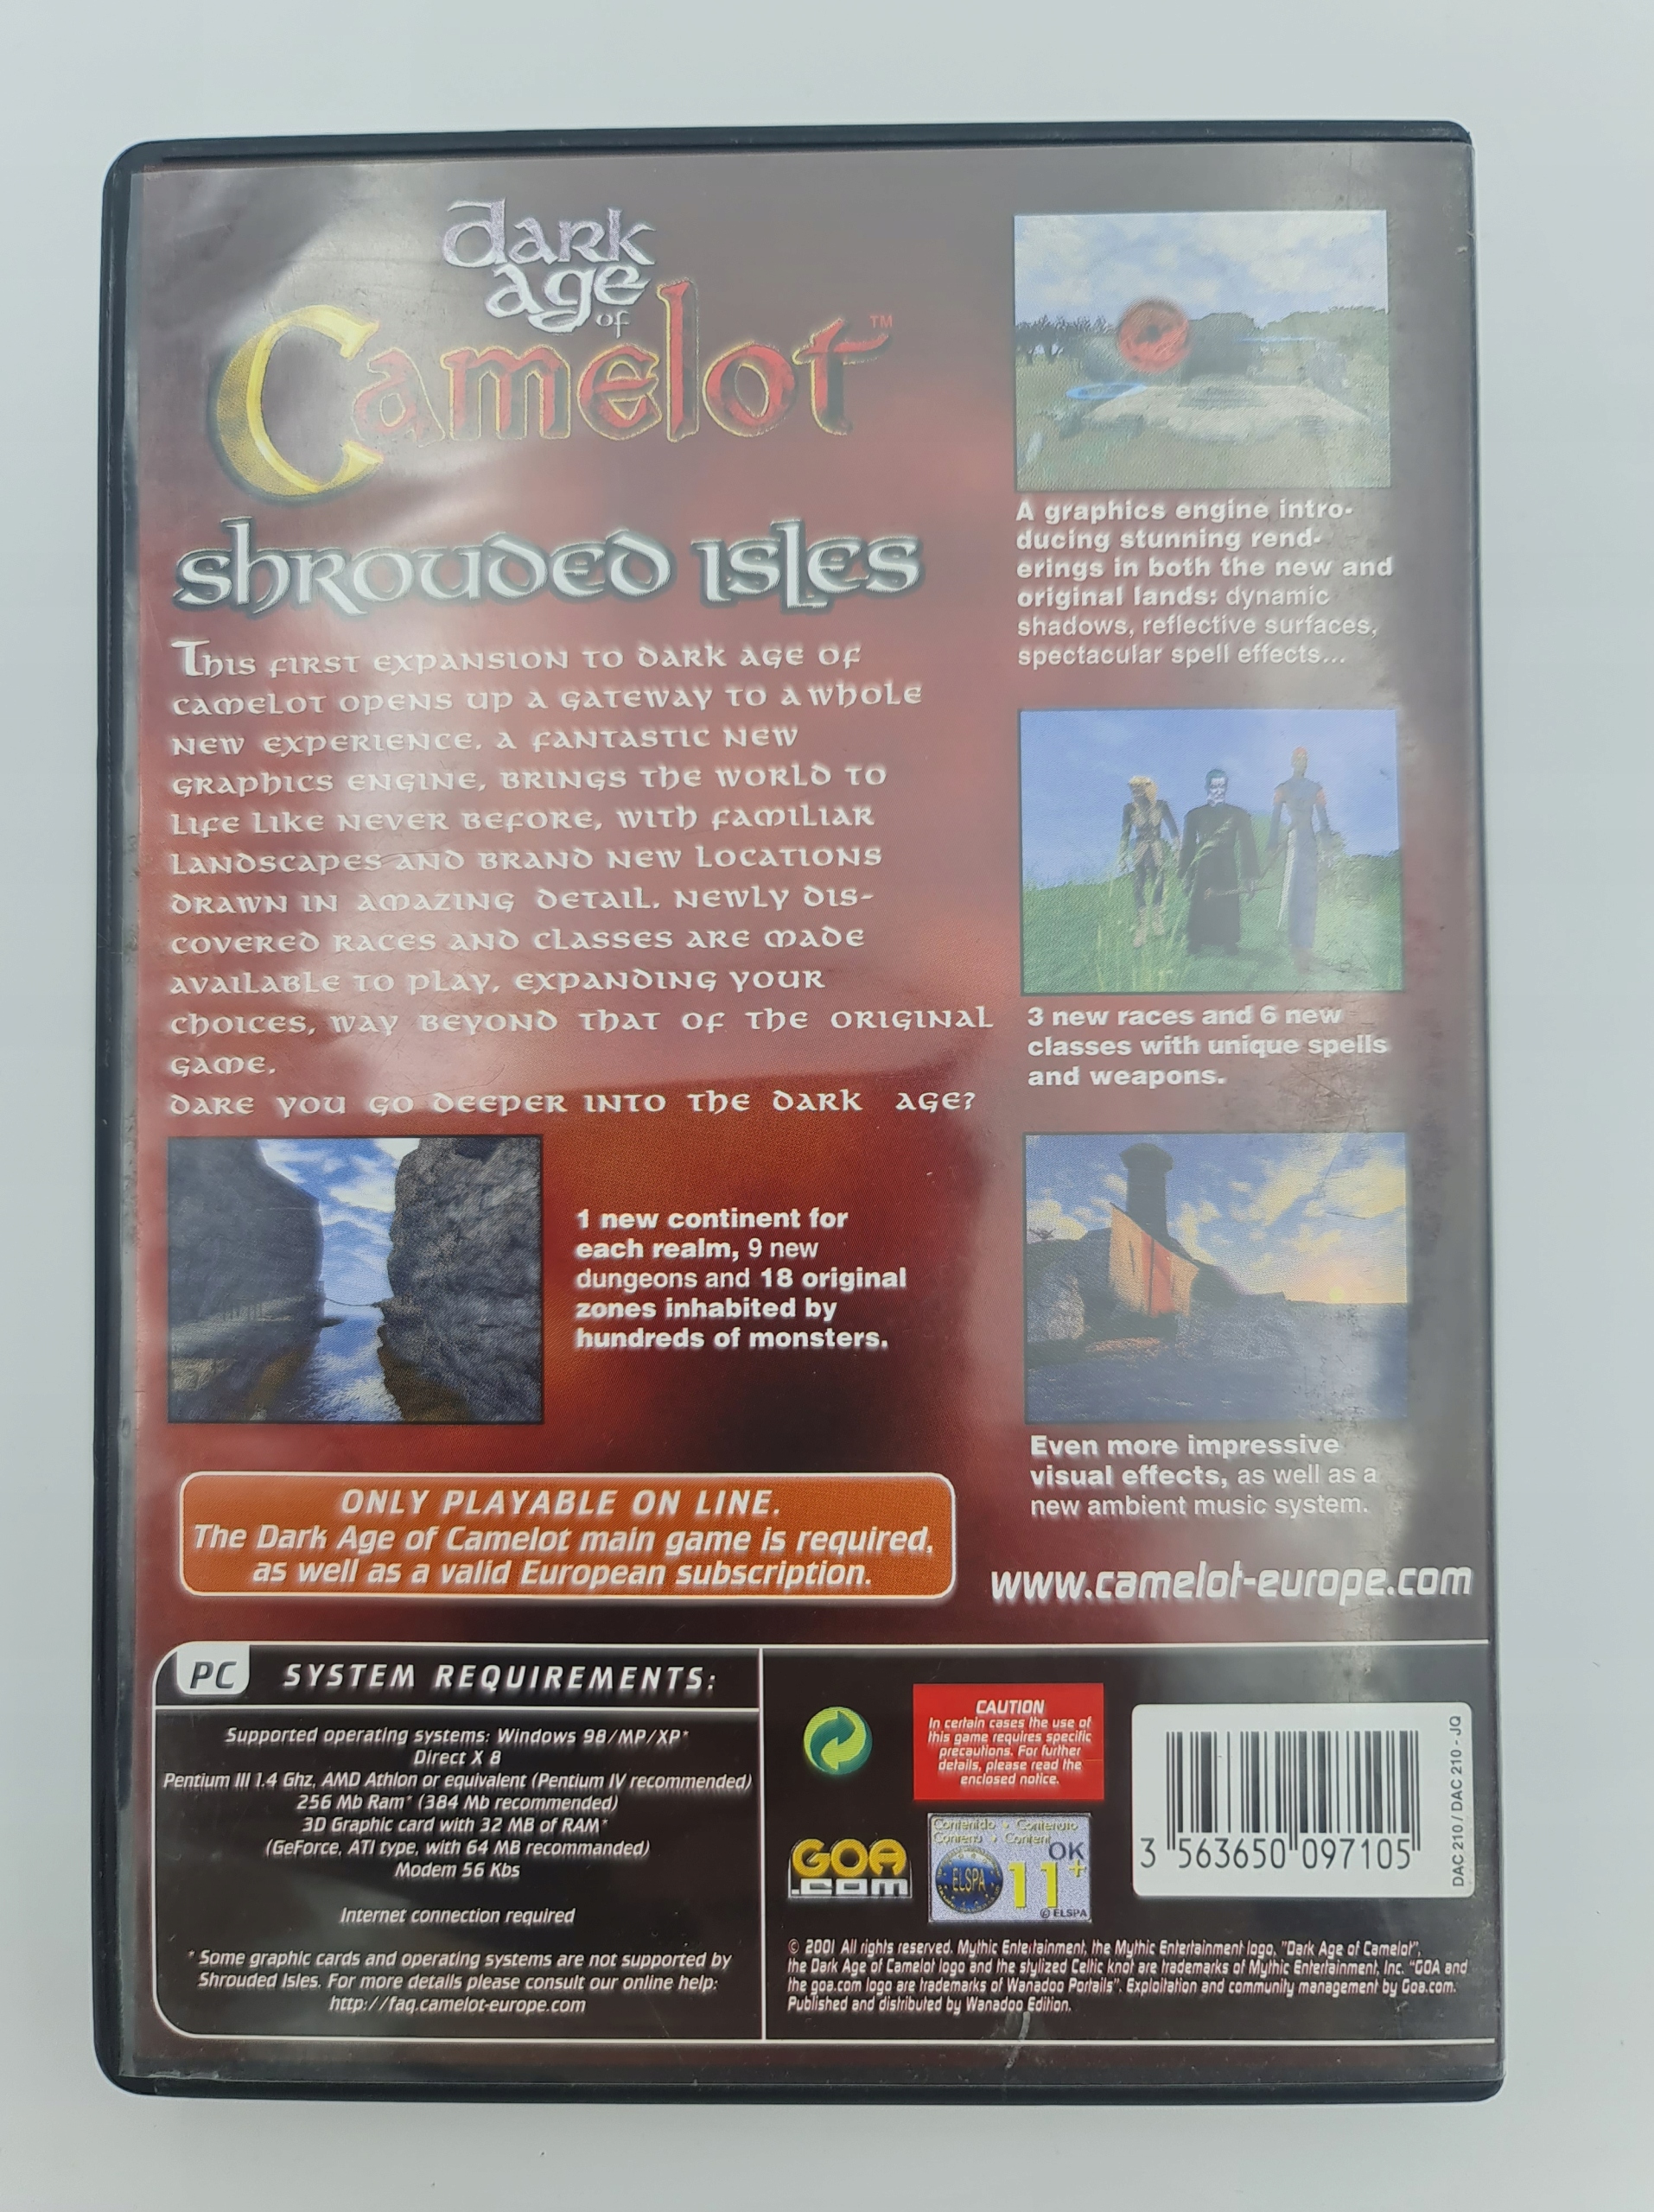 dark
age
of
Camelot™
shrouded isles
This first expansion to dark age of
camelot opens up a gateway to a whole
new experience. a fantastic new
graphics engine, brings the world to
life like never before, with familiar
landscapes and brand new locations
drawn in amazing detail. newly dis-
covered races and classes are made
available to play, expanding your
choices, way beyond that of the original
game.
dare you go deeper into the dark age?
A graphics engine intro-
ducing stunning rend-
erings in both the new and
original lands: dynamic
shadows, reflective surfaces,
spectacular spell effects...
3 new races and 6 new
classes with unique spells
and weapons.
1 new continent for
each realm, 9 new
dungeons and 18 original
zones inhabited by
hundreds of monsters.
Even more impressive
visual effects, as well as a
new ambient music system.
ONLY PLAYABLE ON LINE.
The Dark Age of Camelot main game is required,
as well as a valid European subscription.
www.camelot-europe.com
PC SYSTEM REQUIREMENTS:
Supported operating systems: Windows 98/MP/XP*
Direct X 8
Pentium III 1.4 Ghz, AMD Athlon or equivalent (Pentium IV recommended)
256 Mb Ram* (384 Mb recommended)
3D Graphic card with 32 MB of RAM*
(GeForce, ATI type, with 64 MB recommanded)
Modem 56 Kbs
Internet connection required
* Some graphic cards and operating systems are not supported by
Shrouded Isles. For more details please consult our online help:
http://faq.camelot-europe.com
CAUTION
In certain cases the use of
this game requires specific
precautions. For further
details, please read the
enclosed notice.
GOA
.com
Contenido • Contenuto
Contenu • Content
OK
ELSPA
11+
© ELSPA
3 563650 097105
DAC 210 / DAC 210 - JQ
© 2001 All rights reserved. Mythic Entertainment, the Mythic Entertainment logo, "Dark Age of Camelot",
the Dark Age of Camelot logo and the stylized Celtic knot are trademarks of Mythic Entertainment, Inc. "GOA and
the goa.com logo are trademarks of Wanadoo Portails". Exploitation and community management by Goa.com.
Published and distributed by Wanadoo Edition.